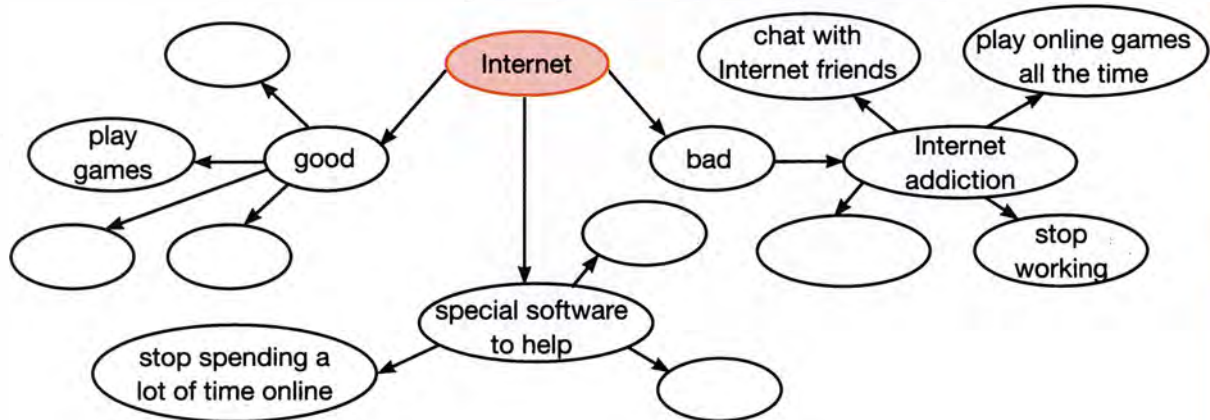 Internet
chat with
Internet friends
play online games
all the time
play
games
good
bad
Internet
addiction
stop
working
special software
to help
stop spending a
lot of time online